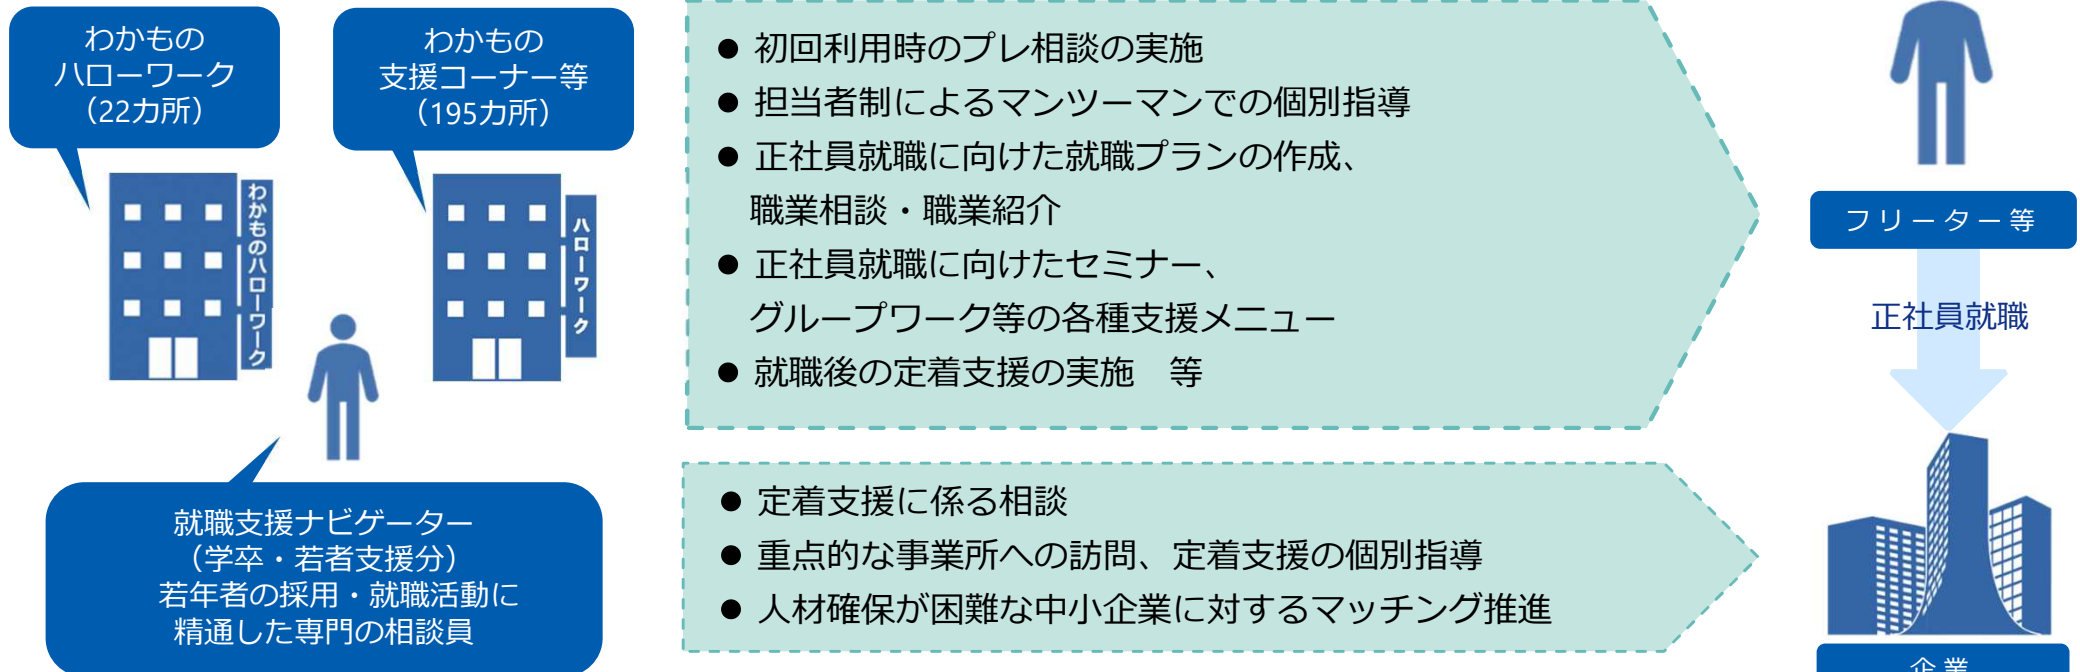 わかもの
ハローワーク
（22カ所）
わかもの
支援コーナー等
（195カ所）
わかものハローワーク
ハローワーク
就職支援ナビゲーター
（学卒・若者支援分）
若年者の採用・就職活動に
精通した専門の相談員
● 初回利用時のプレ相談の実施
● 担当者制によるマンツーマンでの個別指導
● 正社員就職に向けた就職プランの作成、
職業相談・職業紹介
● 正社員就職に向けたセミナー、
グループワーク等の各種支援メニュー
● 就職後の定着支援の実施　等
● 定着支援に係る相談
● 重点的な事業所への訪問、定着支援の個別指導
● 人材確保が困難な中小企業に対するマッチング推進
フリーター等
正社員就職
企業